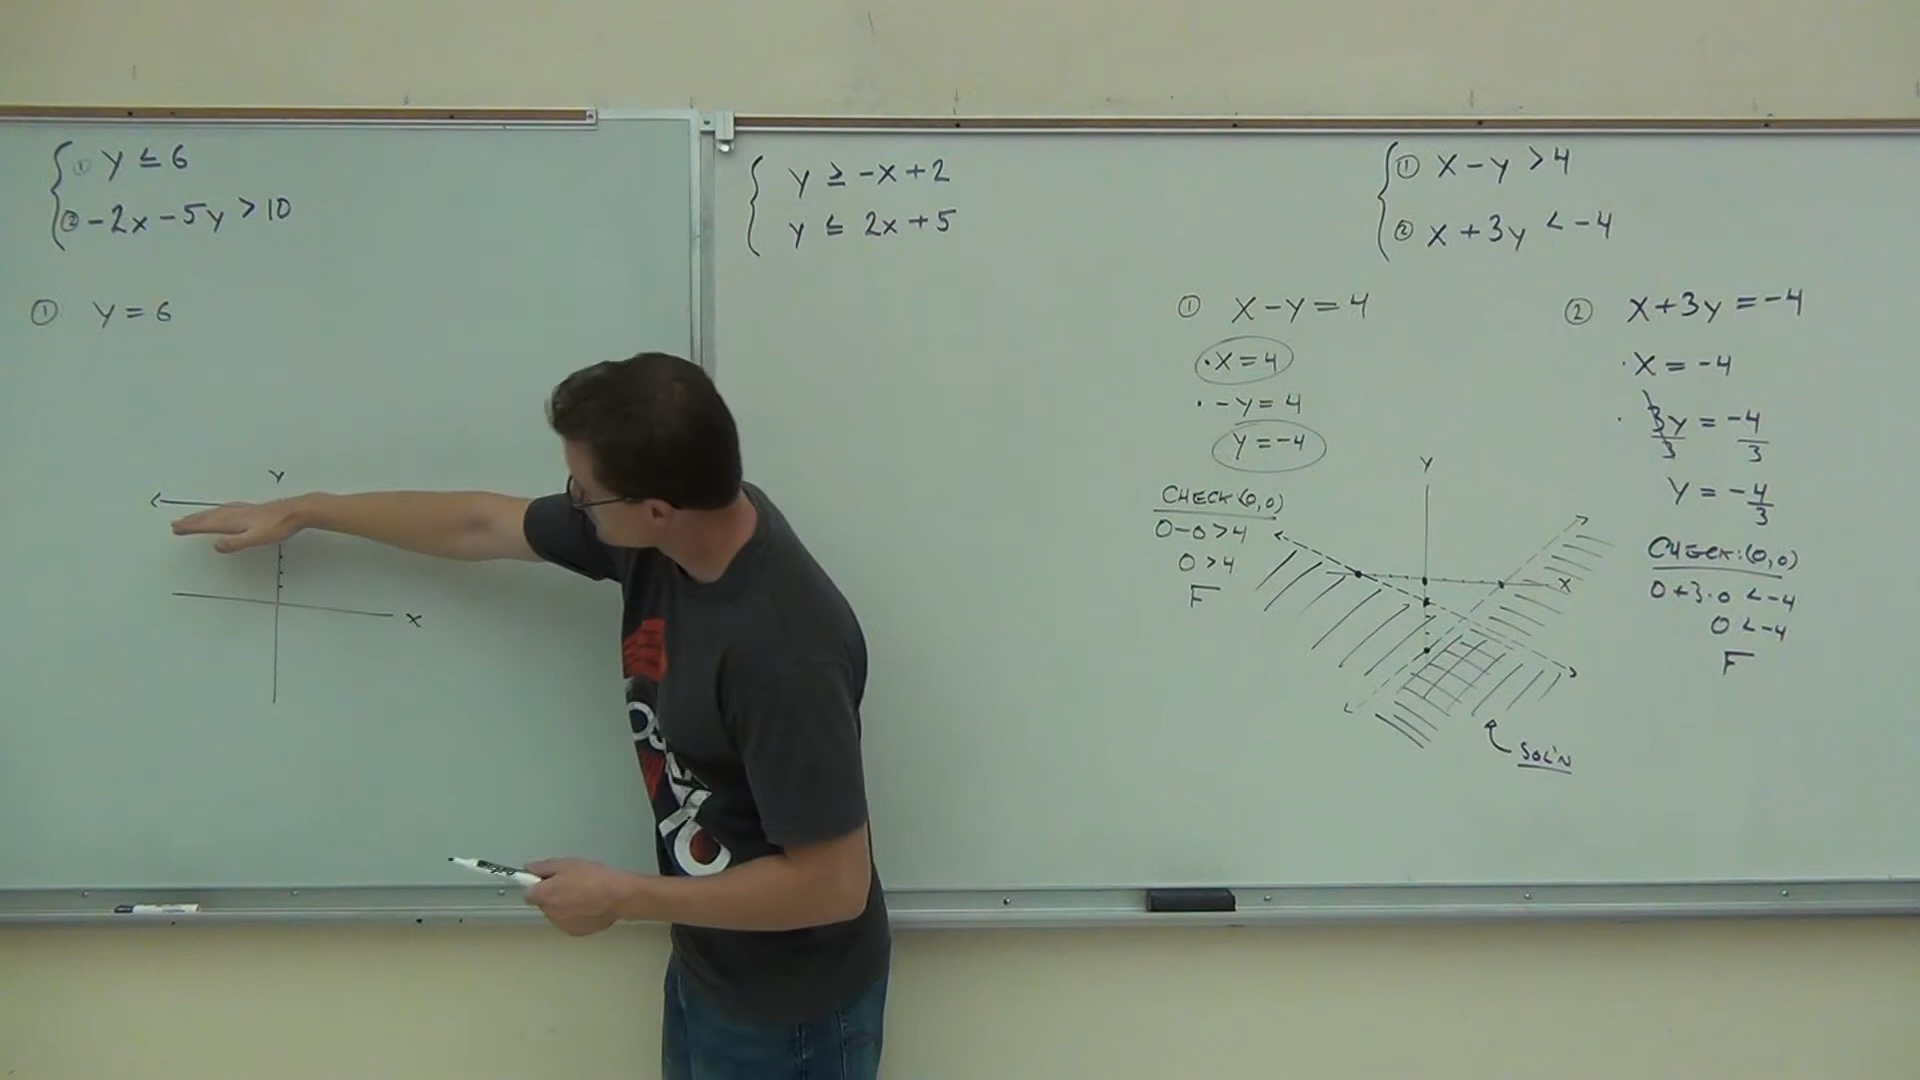 ① y ≤ 6
② -2x - 5y > 10
① y = 6
Y
X
y ≥ -x + 2
y ≤ 2x + 5
① x - y > 4
② x + 3y < -4
① x - y = 4
· x = 4
· -y = 4
y = -4
CHECK (0,0)
0 - 0 > 4
0 > 4
F
② x + 3y = -4
· x = -4
· 3y/3 = -4/3
y = -4/3
CHECK: (0,0)
0 + 3·0 < -4
0 < -4
F
Y
X
SOL'N